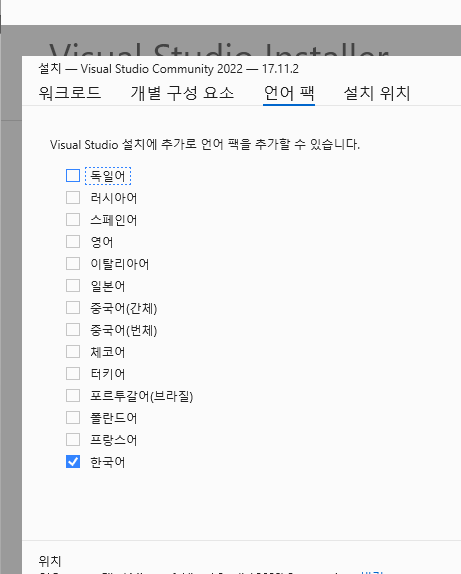 Visual Studio Installer
설치 — Visual Studio Community 2022 — 17.11.2
워크로드 개별 구성 요소 언어 팩 설치 위치
Visual Studio 설치에 추가로 언어 팩을 추가할 수 있습니다.
독일어
러시아어
스페인어
영어
이탈리아어
일본어
중국어(간체)
중국어(번체)
체코어
터키어
포르투갈어(브라질)
폴란드어
프랑스어
한국어
위치